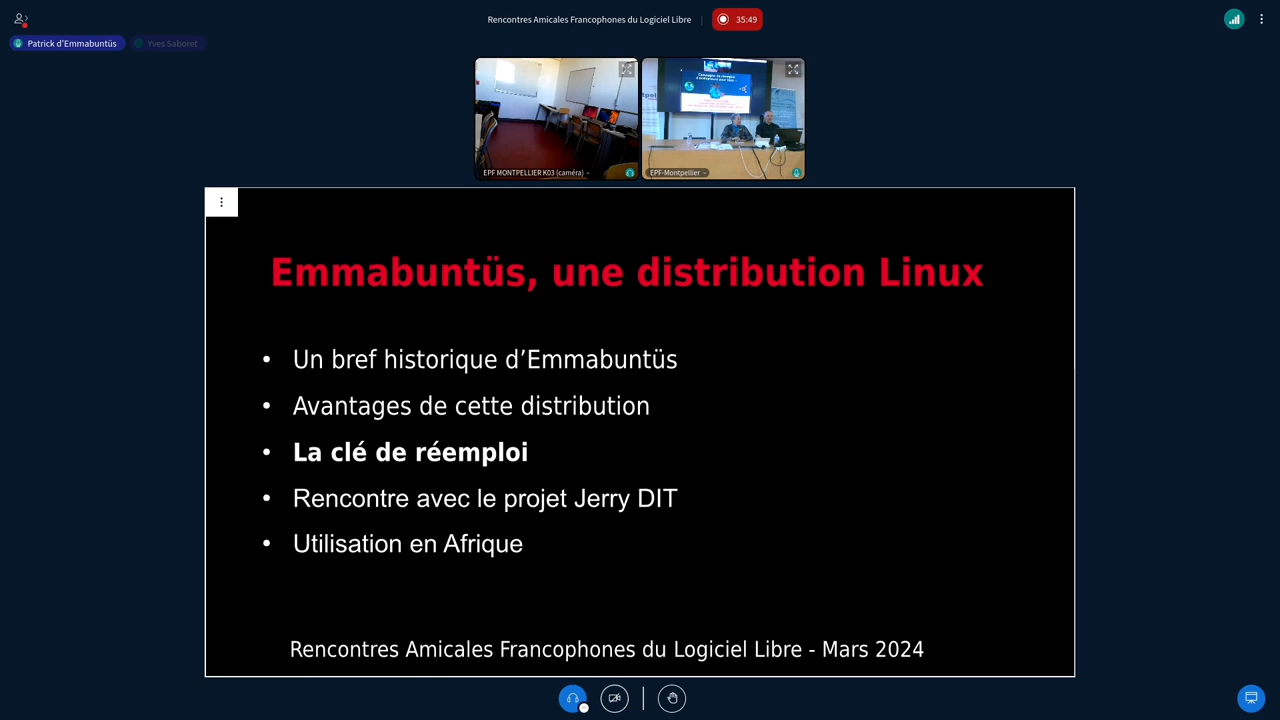 Rencontres Amicales Francophones du Logiciel Libre
35:49
Patrick d'Emmabuntüs
Yves Saboret
EPF MONTPELLIER K03 (caméra)
EPF-Montpellier
Emmabuntüs, une distribution Linux
• Un bref historique d’Emmabuntüs
• Avantages de cette distribution
• La clé de réemploi
• Rencontre avec le projet Jerry DIT
• Utilisation en Afrique
Rencontres Amicales Francophones du Logiciel Libre - Mars 2024